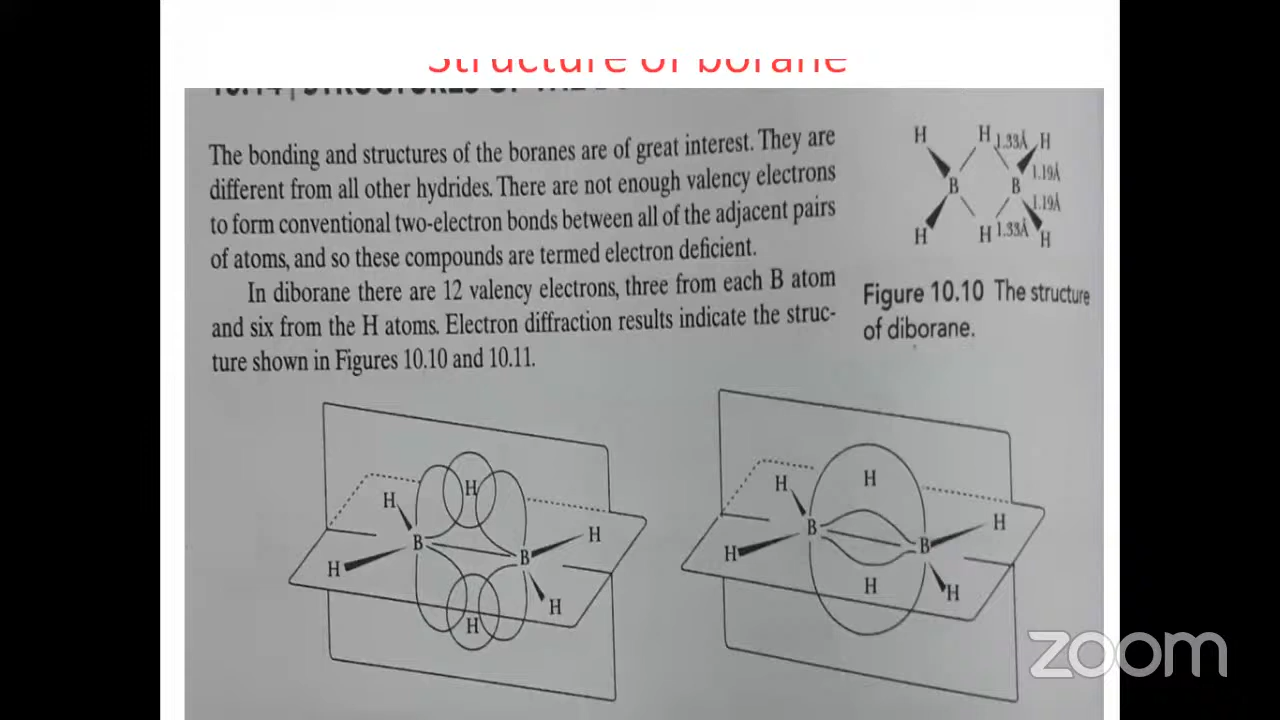 Structure of borane
10.14 | STRUCTURES OF THE
The bonding and structures of the boranes are of great interest. They are
different from all other hydrides. There are not enough valency electrons
to form conventional two-electron bonds between all of the adjacent pairs
of atoms, and so these compounds are termed electron deficient.
In diborane there are 12 valency electrons, three from each B atom
and six from the H atoms. Electron diffraction results indicate the struc-
ture shown in Figures 10.10 and 10.11.
H H 1.33Å H
1.19Å
B B
1.19Å
H H 1.33Å H
Figure 10.10 The structure
of diborane.
H H
H
B B
H
H
H
H H
H
B B
H
H
H
zoom